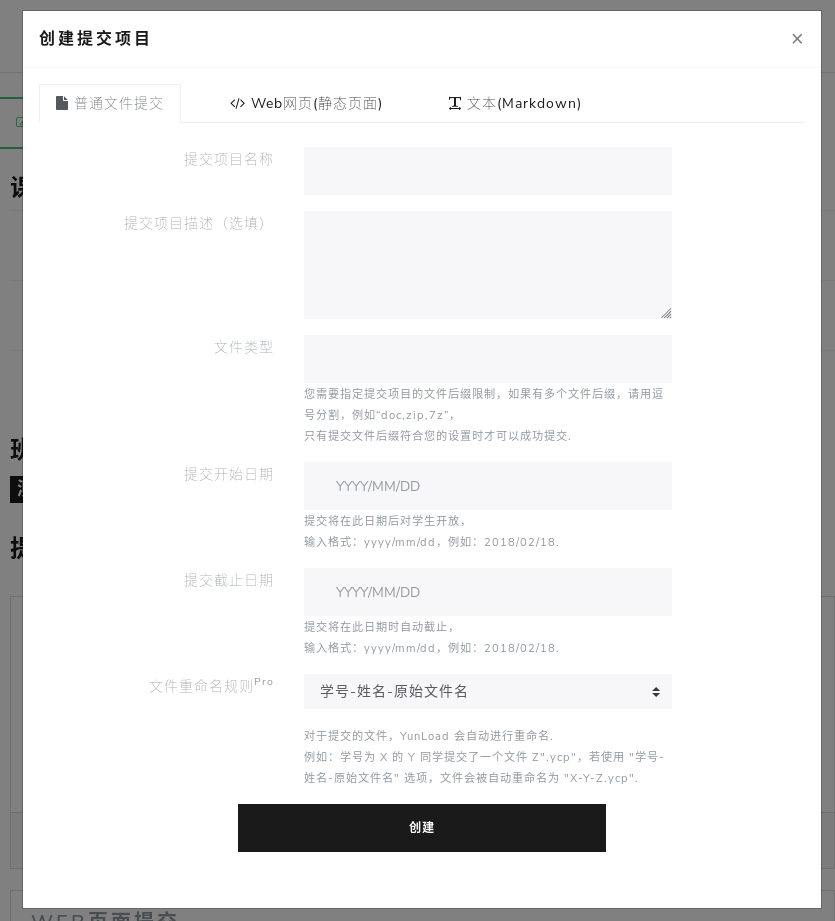 创建提交项目
×
普通文件提交
Web网页(静态页面)
文本(Markdown)
提交项目名称
提交项目描述（选填）
文件类型
您需要指定提交项目的文件后缀限制，如果有多个文件后缀，请用逗
号分割，例如“doc,zip,7z”，
只有提交文件后缀符合您的设置时才可以成功提交.
提交开始日期
YYYY/MM/DD
提交将在此日期后对学生开放，
输入格式：yyyy/mm/dd，例如：2018/02/18.
提交截止日期
YYYY/MM/DD
提交将在此日期时自动截止，
输入格式：yyyy/mm/dd，例如：2018/02/18.
文件重命名规则Pro
学号-姓名-原始文件名
对于提交的文件，YunLoad 会自动进行重命名.
例如：学号为 X 的 Y 同学提交了一个文件 Z".ycp"，若使用 "学号-
姓名-原始文件名" 选项，文件会被自动重命名为 "X-Y-Z.ycp".
创建
WEB页面提交